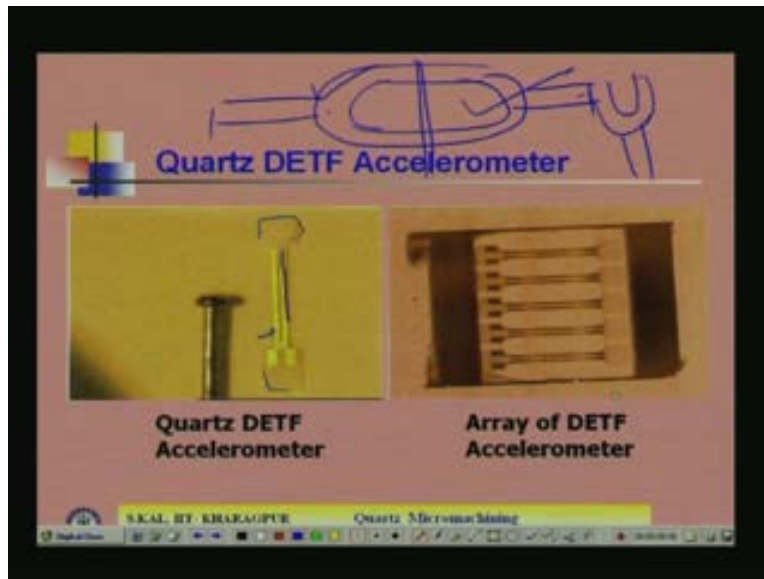 Quartz DETF Accelerometer
Quartz DETF
Accelerometer
Array of DETF
Accelerometer
S.KAL, IIT- KHARAGPUR
Quartz Micromachining